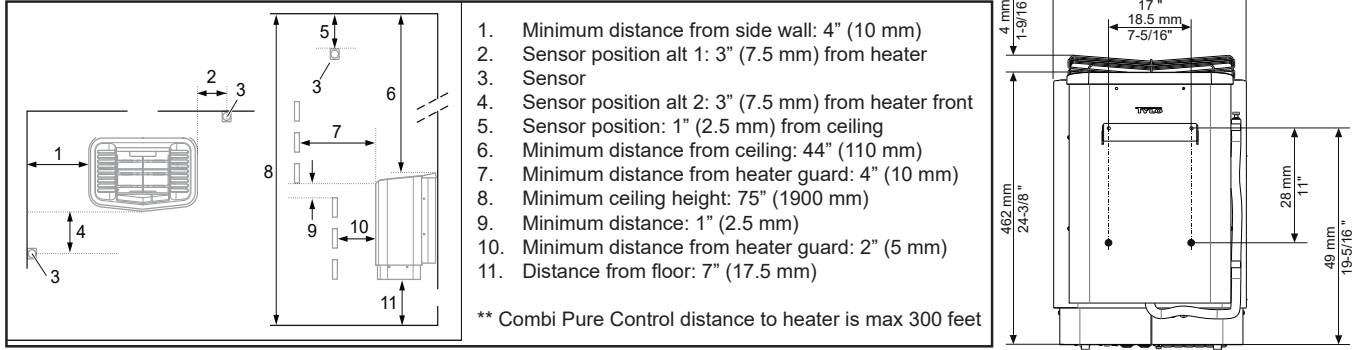 1
2
3
4
3
5
3
6
7
8
9
10
11
1. Minimum distance from side wall: 4” (10 mm)
2. Sensor position alt 1: 3” (7.5 mm) from heater
3. Sensor
4. Sensor position alt 2: 3” (7.5 mm) from heater front
5. Sensor position: 1” (2.5 mm) from ceiling
6. Minimum distance from ceiling: 44” (110 mm)
7. Minimum distance from heater guard: 4” (10 mm)
8. Minimum ceiling height: 75” (1900 mm)
9. Minimum distance: 1” (2.5 mm)
10. Minimum distance from heater guard: 2” (5 mm)
11. Distance from floor: 7” (17.5 mm)
** Combi Pure Control distance to heater is max 300 feet
17 "
18.5 mm
7-5/16"
4 mm
1-9/16"
TYLÖ
462 mm
24-3/8 "
28 mm
11"
49 mm
19-5/16 "